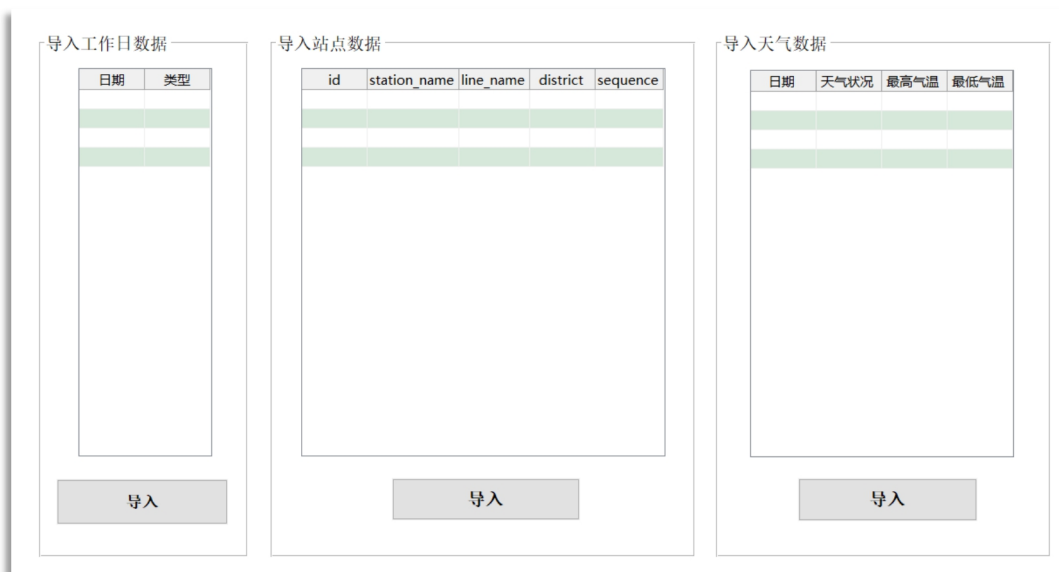 导入工作日数据
日期 类型
导入
导入站点数据
id station_name line_name district sequence
导入
导入天气数据
日期 天气状况 最高气温 最低气温
导入